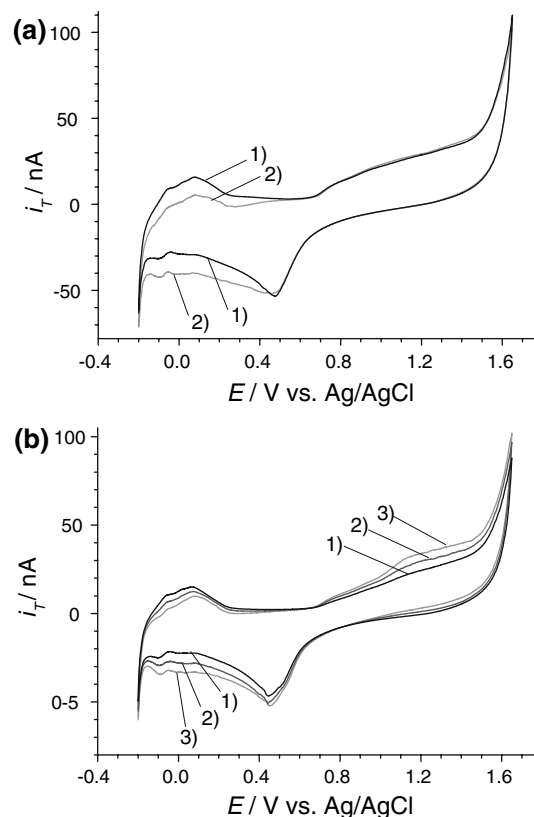 (a)
100
50
0
-50
i_T / nA
1)
2)
1)
2)
-0.4 0.0 0.4 0.8 1.2 1.6
E / V vs. Ag/AgCl
(b)
100
50
0
0-5
i_T / nA
3)
2)
1)
1)
2)
3)
-0.4 0.0 0.4 0.8 1.2 1.6
E / V vs. Ag/AgCl